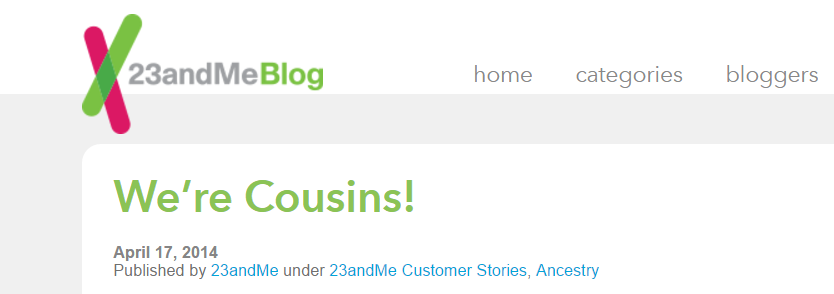 23andMeBlog
home categories bloggers
We're Cousins!
April 17, 2014
Published by 23andMe under 23andMe Customer Stories, Ancestry